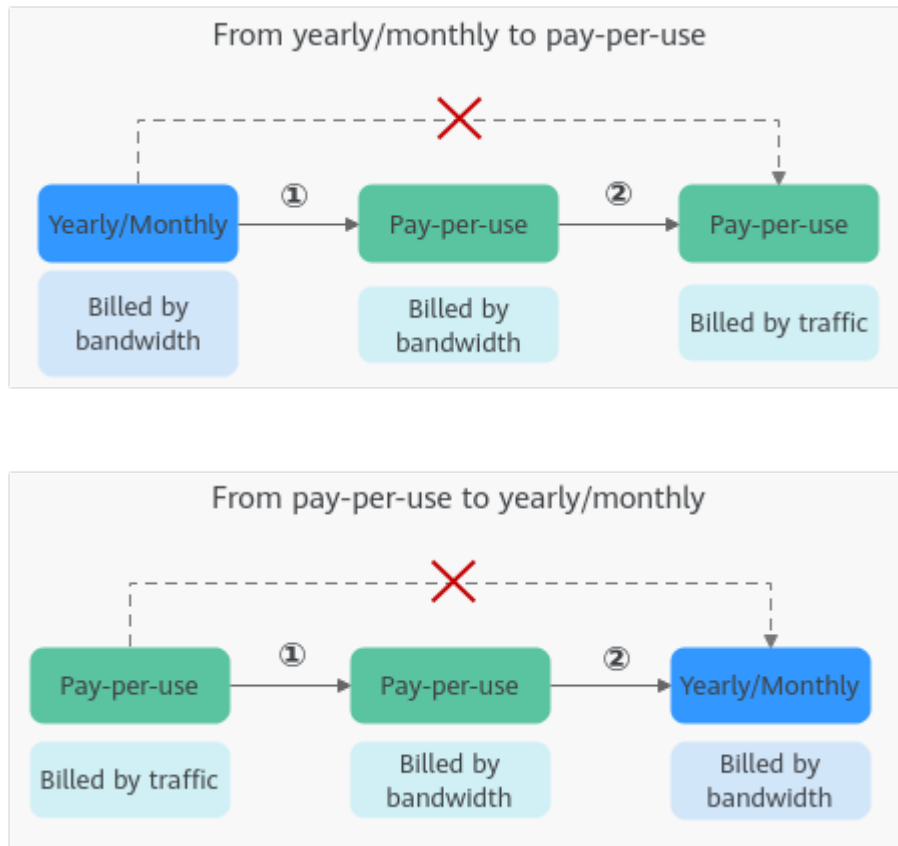 From yearly/monthly to pay-per-use
① ②
Yearly/Monthly Pay-per-use Pay-per-use
Billed by
bandwidth
Billed by
bandwidth
Billed by traffic
From pay-per-use to yearly/monthly
① ②
Pay-per-use Pay-per-use Yearly/Monthly
Billed by traffic
Billed by
bandwidth
Billed by
bandwidth